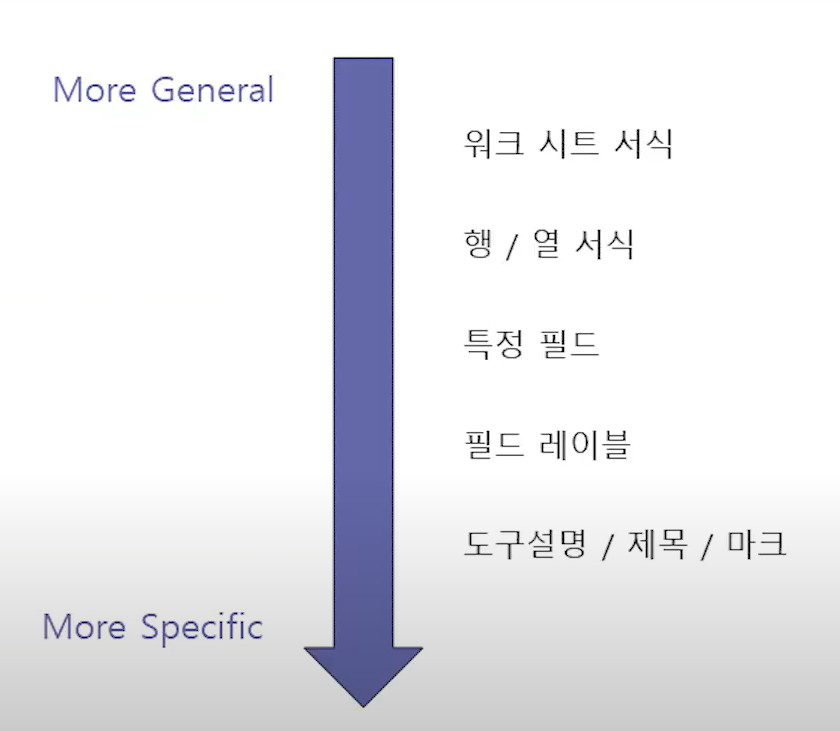 More General
워크 시트 서식
행 / 열 서식
특정 필드
필드 레이블
도구설명 / 제목 / 마크
More Specific